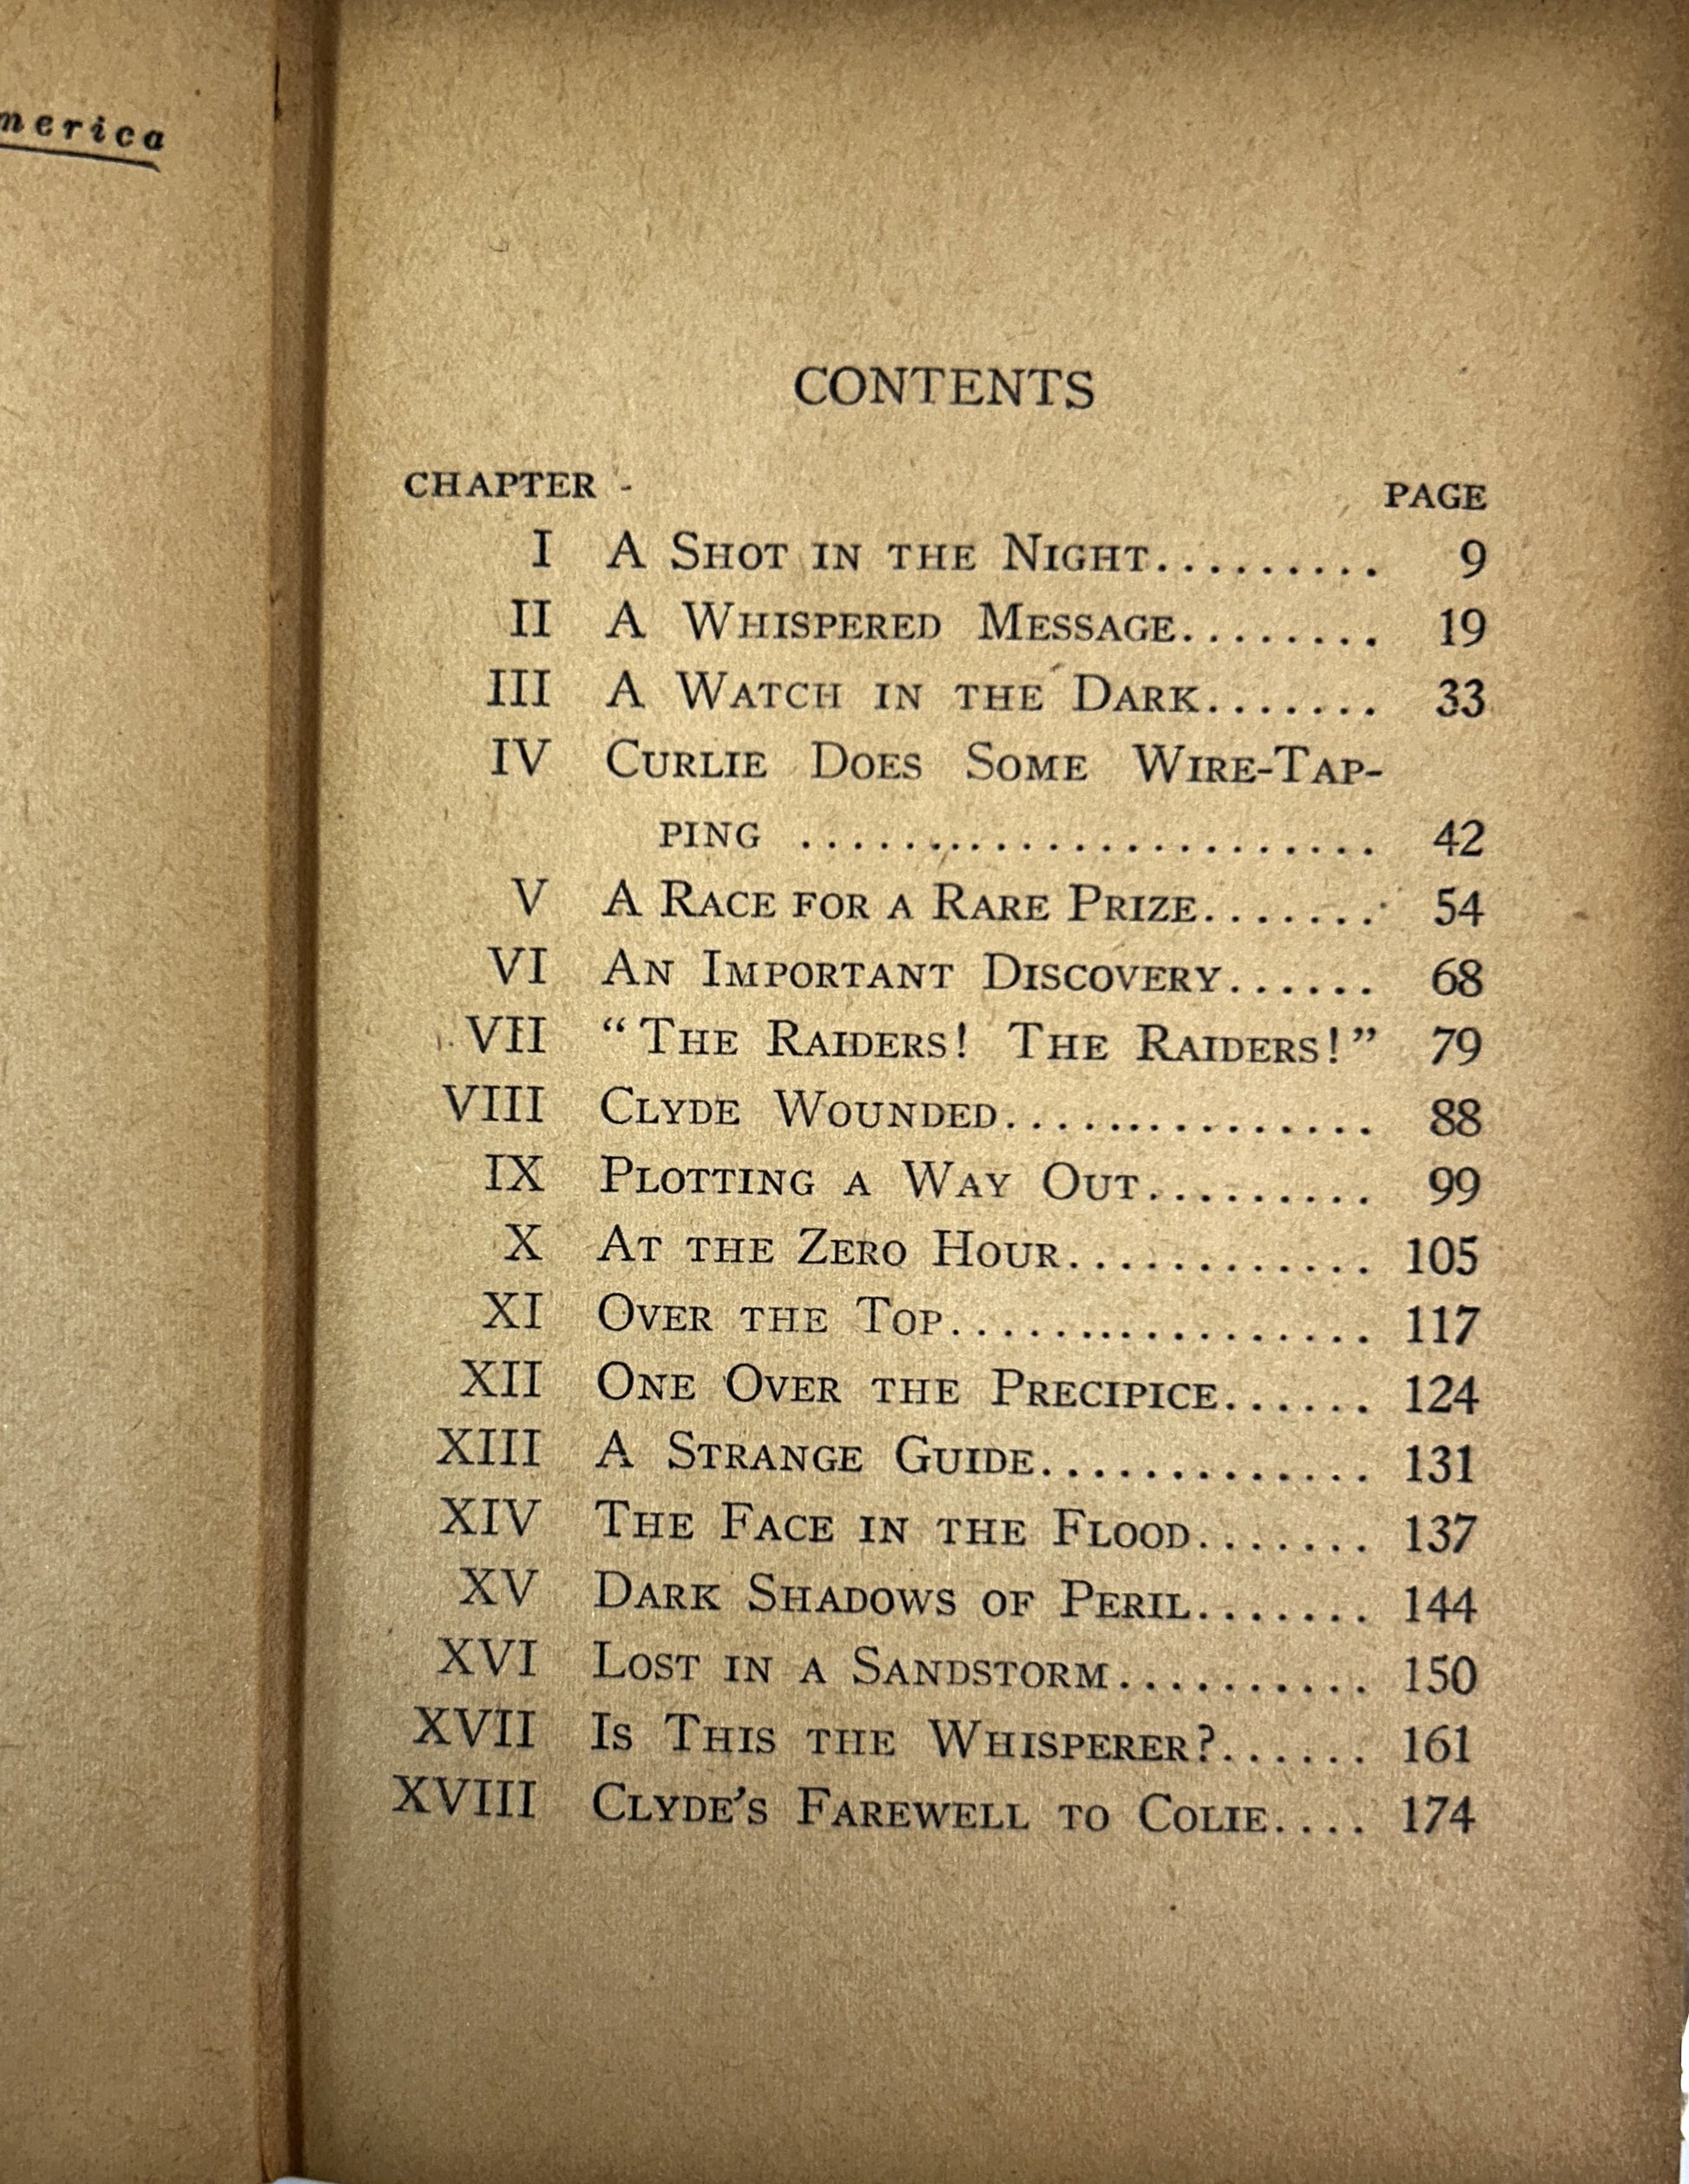 merica
CONTENTS
CHAPTER - PAGE
I A Shot in the Night......... 9
II A Whispered Message........ 19
III A Watch in the Dark....... 33
IV Curlie Does Some Wire-Tap-
ping ....................... 42
V A Race for a Rare Prize....... 54
VI An Important Discovery...... 68
VII “The Raiders! The Raiders!” 79
VIII Clyde Wounded............... 88
IX Plotting a Way Out......... 99
X At the Zero Hour............ 105
XI Over the Top................. 117
XII One Over the Precipice...... 124
XIII A Strange Guide............. 131
XIV The Face in the Flood....... 137
XV Dark Shadows of Peril....... 144
XVI Lost in a Sandstorm.......... 150
XVII Is This the Whisperer?...... 161
XVIII Clyde’s Farewell to Colie.... 174